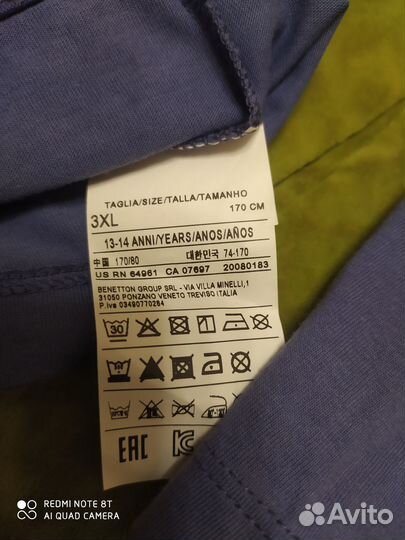 TAGLIA/SIZE/TALLA/TAMANHO
3XL 170 CM
13-14 ANNI/YEARS/ANOS/AÑOS
中国 170/80 대한민국 74-170
US RN 64961 CA 07697 20080183
BENETTON GROUP SRL - VIA VILLA MINELLI,1
31050 PONZANO VENETO TREVISO ITALIA
P.iva 03490770264
30
EAC
REDMI NOTE 8T
AI QUAD CAMERA
Avito